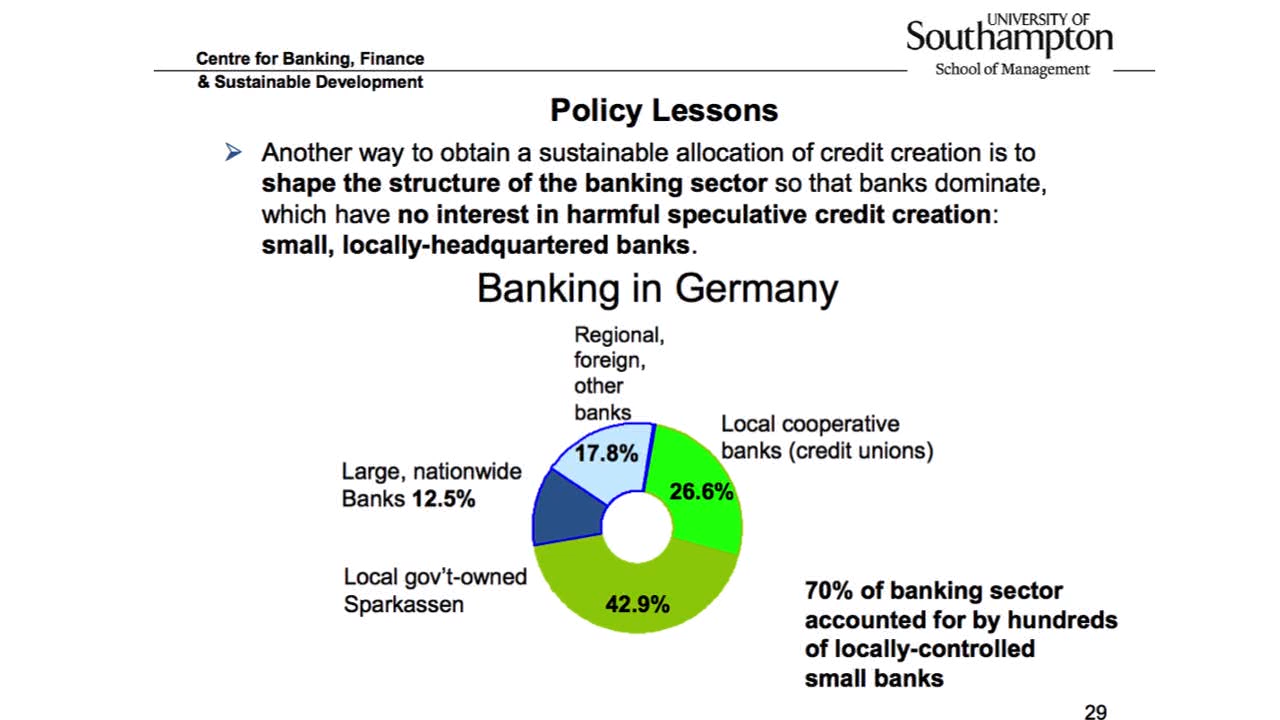 UNIVERSITY OF
Southampton
School of Management
Centre for Banking, Finance
& Sustainable Development
Policy Lessons
Another way to obtain a sustainable allocation of credit creation is to
shape the structure of the banking sector so that banks dominate,
which have no interest in harmful speculative credit creation:
small, locally-headquartered banks.
Banking in Germany
Regional,
foreign,
other
banks
17.8%
Local cooperative
banks (credit unions)
26.6%
Large, nationwide
Banks 12.5%
Local gov't-owned
Sparkassen
42.9%
70% of banking sector
accounted for by hundreds
of locally-controlled
small banks
29